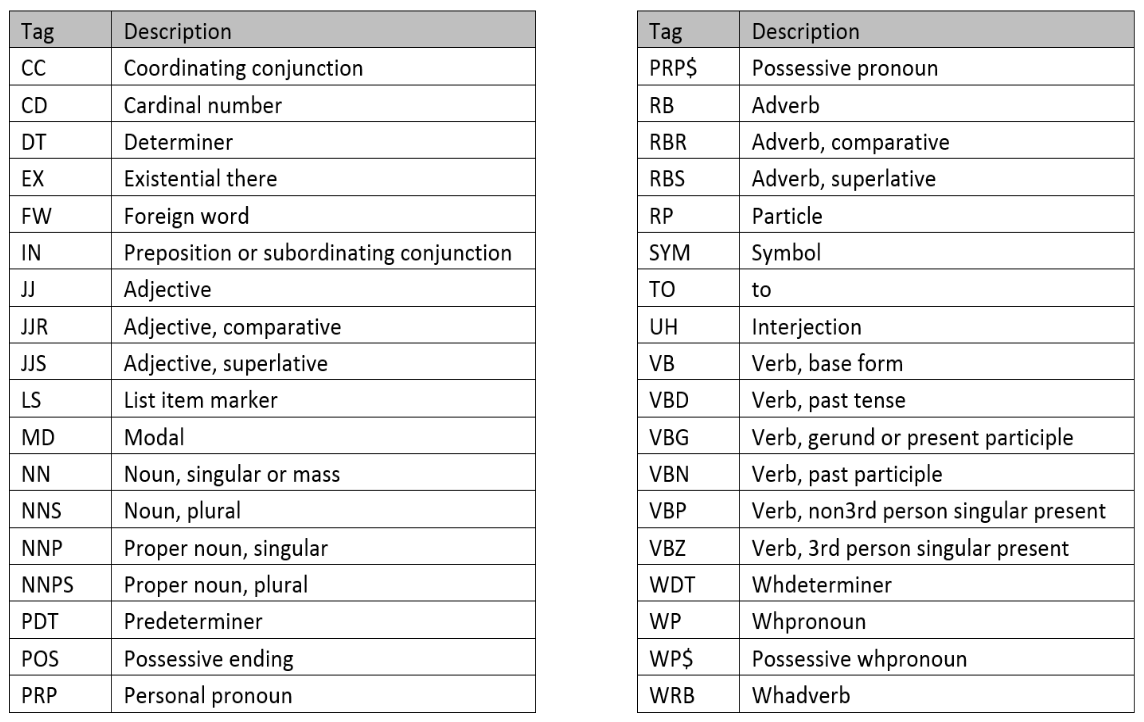 Tag Description
CC Coordinating conjunction
CD Cardinal number
DT Determiner
EX Existential there
FW Foreign word
IN Preposition or subordinating conjunction
JJ Adjective
JJR Adjective, comparative
JJS Adjective, superlative
LS List item marker
MD Modal
NN Noun, singular or mass
NNS Noun, plural
NNP Proper noun, singular
NNPS Proper noun, plural
PDT Predeterminer
POS Possessive ending
PRP Personal pronoun
Tag Description
PRP$ Possessive pronoun
RB Adverb
RBR Adverb, comparative
RBS Adverb, superlative
RP Particle
SYM Symbol
TO to
UH Interjection
VB Verb, base form
VBD Verb, past tense
VBG Verb, gerund or present participle
VBN Verb, past participle
VBP Verb, non3rd person singular present
VBZ Verb, 3rd person singular present
WDT Whdeterminer
WP Whpronoun
WP$ Possessive whpronoun
WRB Whadverb